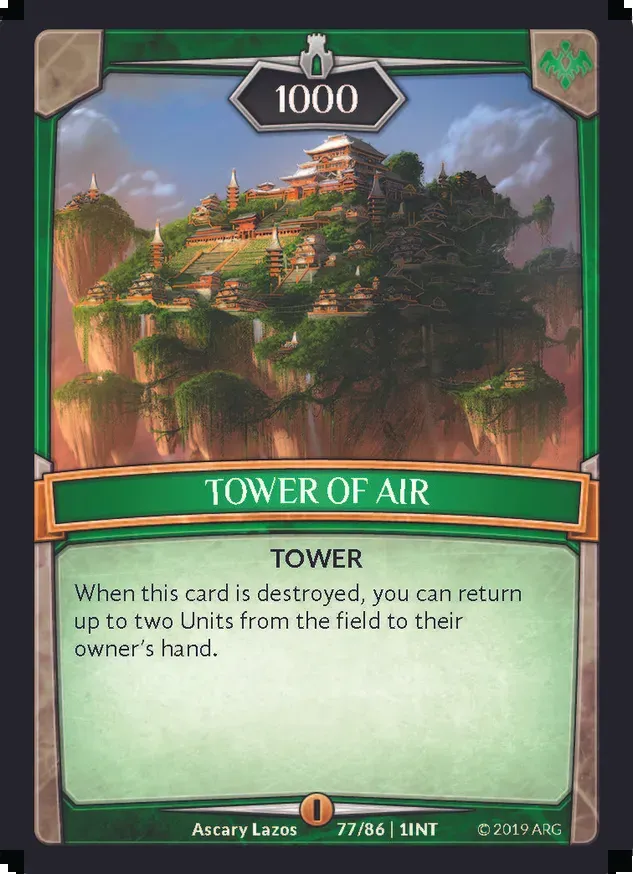 1000
TOWER OF AIR
TOWER
When this card is destroyed, you can return
up to two Units from the field to their
owner's hand.
I
Ascary Lazos 77/86 | 1INT © 2019 ARG